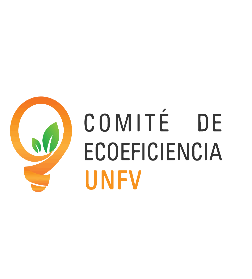 COMITÉ DE
ECOEFICIENCIA
UNFV